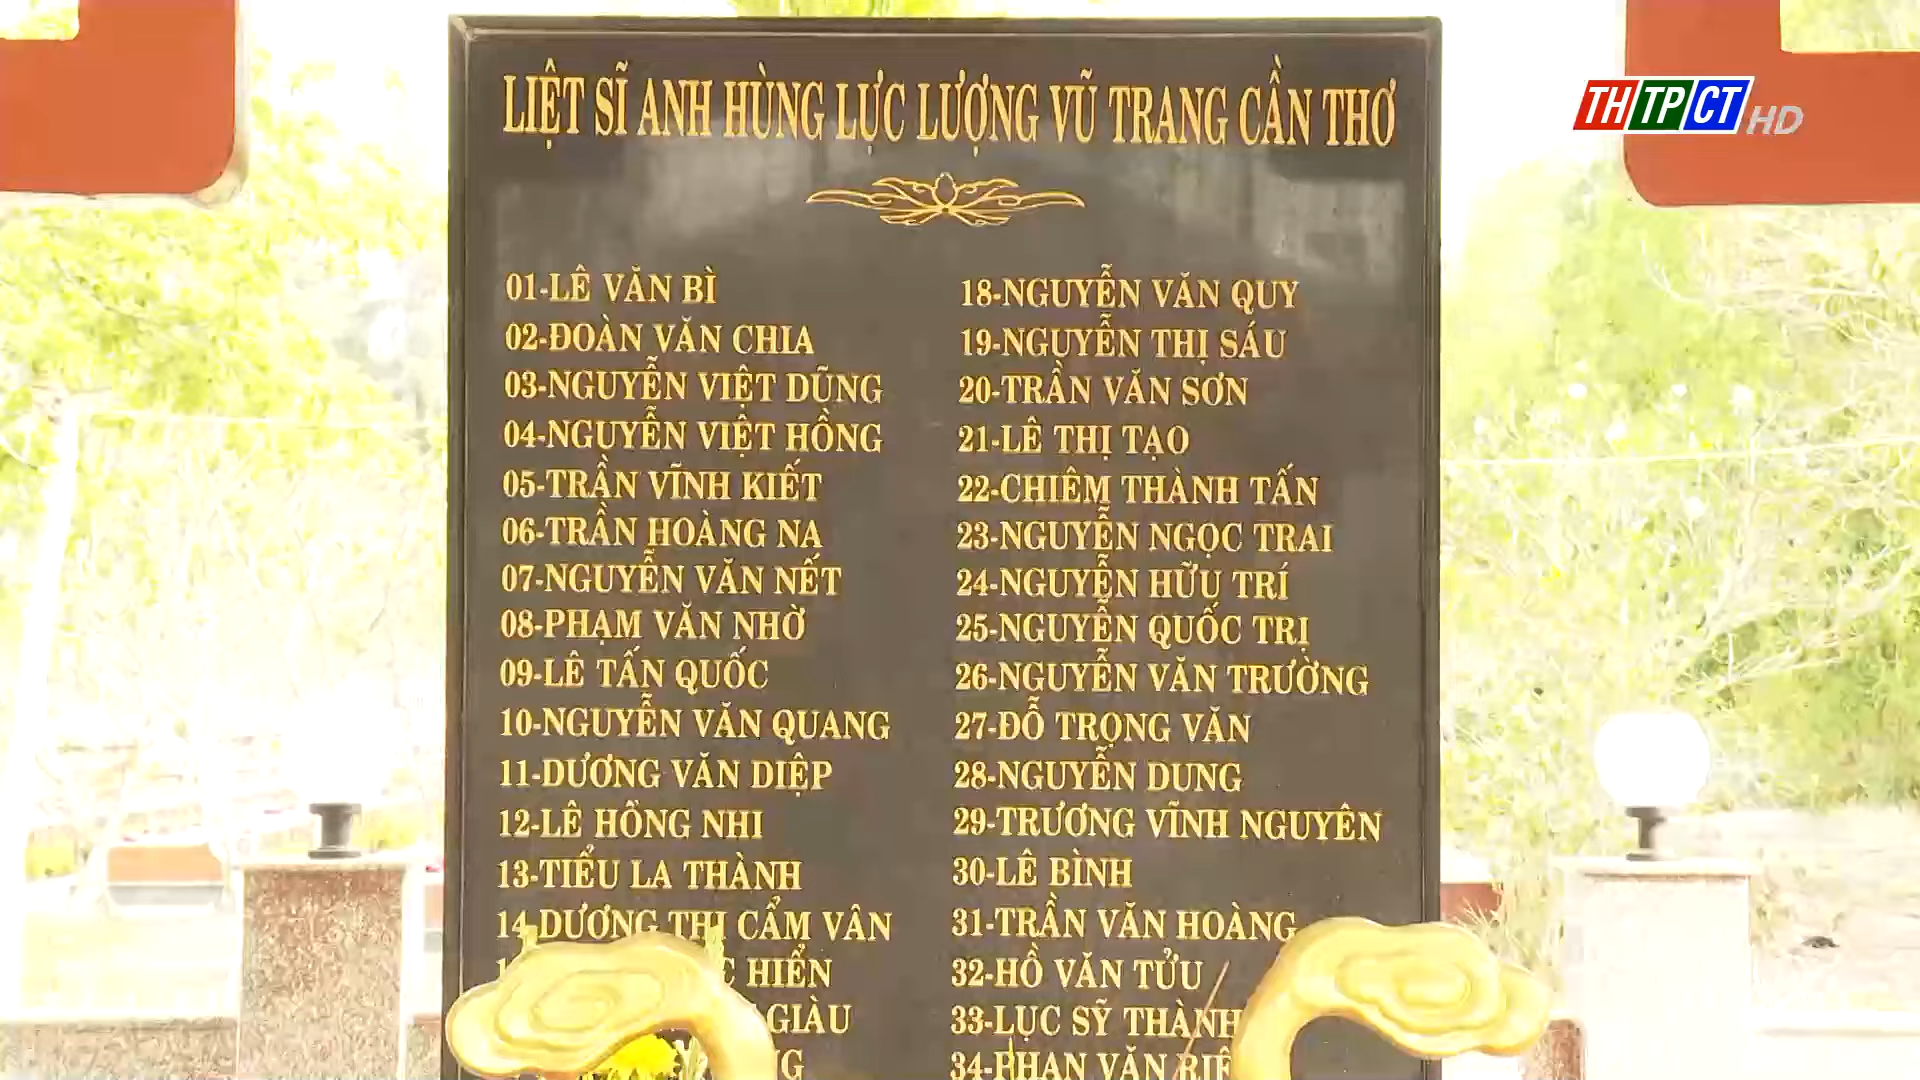 LIỆT SĨ ANH HÙNG LỰC LƯỢNG VŨ TRANG CẦN THƠ
THTPCT HD
01-LÊ VĂN BÌ
02-ĐOÀN VĂN CHIA
03-NGUYỄN VIỆT DŨNG
04-NGUYỄN VIỆT HỒNG
05-TRẦN VĨNH KIẾT
06-TRẦN HOÀNG NA
07-NGUYỄN VĂN NẾT
08-PHẠM VĂN NHỜ
09-LÊ TẤN QUỐC
10-NGUYỄN VĂN QUANG
11-DƯƠNG VĂN DIỆP
12-LÊ HỒNG NHI
13-TIỂU LA THÀNH
14-DƯƠNG THỊ CẨM VÂN
HIỂN
GIÀU
18-NGUYỄN VĂN QUY
19-NGUYỄN THỊ SÁU
20-TRẦN VĂN SƠN
21-LÊ THỊ TẠO
22-CHIÊM THÀNH TẤN
23-NGUYỄN NGỌC TRAI
24-NGUYỄN HỮU TRÍ
25-NGUYỄN QUỐC TRỊ
26-NGUYỄN VĂN TRƯỜNG
27-ĐỖ TRỌNG VĂN
28-NGUYỄN DUNG
29-TRƯƠNG VĨNH NGUYÊN
30-LÊ BÌNH
31-TRẦN VĂN HOÀNG
32-HỒ VĂN TỬU
33-LỤC SỸ THÀNH
34-PHAN VĂN